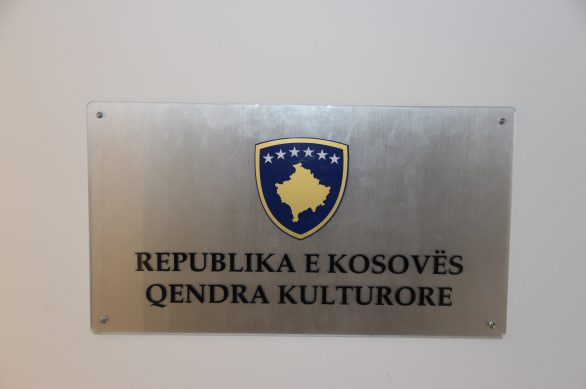 REPUBLIKA E KOSOVËS
QENDRA KULTURORE